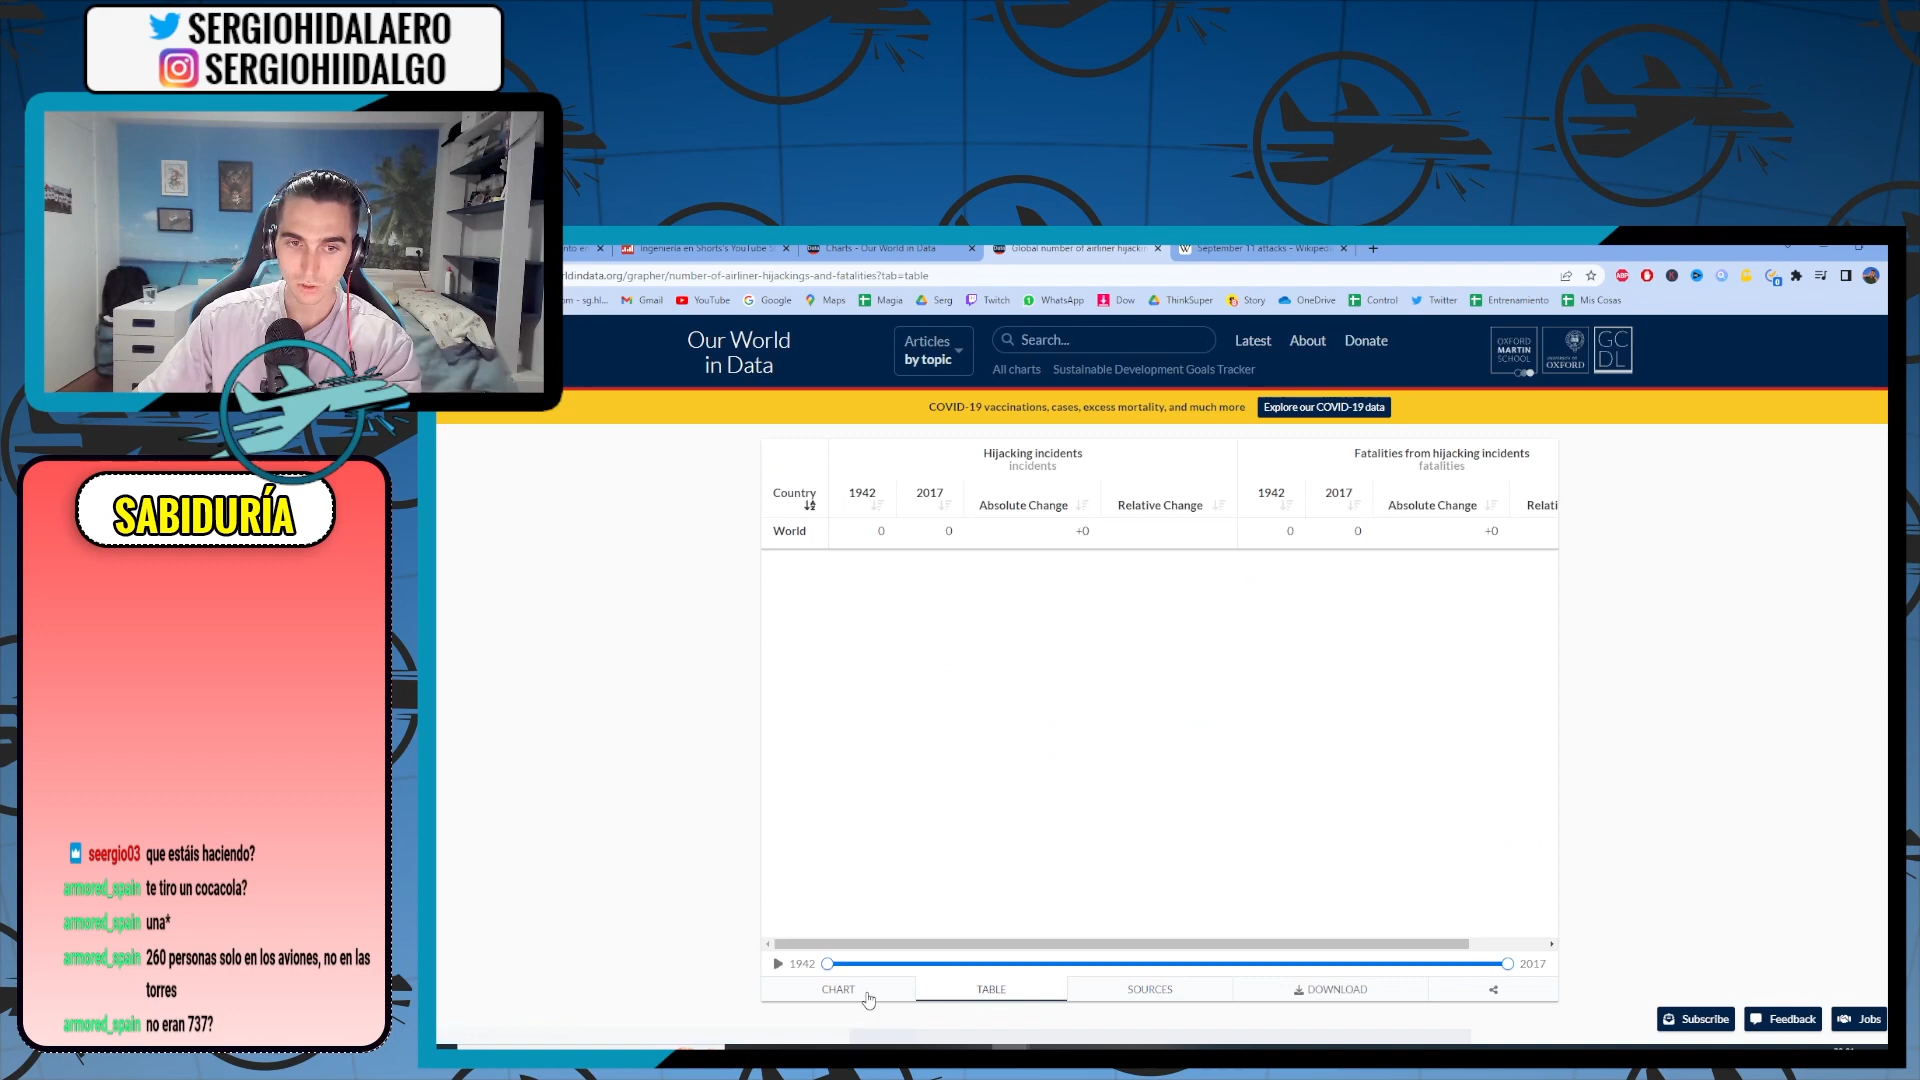 SERGIOHIDALAERO
SERGIOHIIDALGO
Ingeniería en Shorts's YouTube S
Charts - Our World in Data
Global number of airliner hijackin
September 11 attacks - Wikipedia
ldindata.org/grapher/number-of-airliner-hijackings-and-fatalities?tab=table
Gmail YouTube Google Maps Magia Serg Twitch WhatsApp Dow ThinkSuper Story OneDrive Control Twitter Entrenamiento Mis Cosas
Our World
in Data
Articles
by topic
Search...
Latest About Donate
All charts Sustainable Development Goals Tracker
OXFORD
MARTIN
SCHOOL
UNIVERSITY OF
OXFORD
GC
DL
COVID-19 vaccinations, cases, excess mortality, and much more Explore our COVID-19 data
Hijacking incidents Fatalities from hijacking incidents
incidents fatalities
Country 1942 2017 Absolute Change Relative Change 1942 2017 Absolute Change Relati
World 0 0 +0 0 0 +0
1942 2017
CHART TABLE SOURCES DOWNLOAD
Subscribe Feedback Jobs
SABIDURÍA
seergio03 que estáis haciendo?
armored_spain te tiro un cocacola?
armored_spain una*
armored_spain 260 personas solo en los aviones, no en las
torres
armored_spain no eran 737?